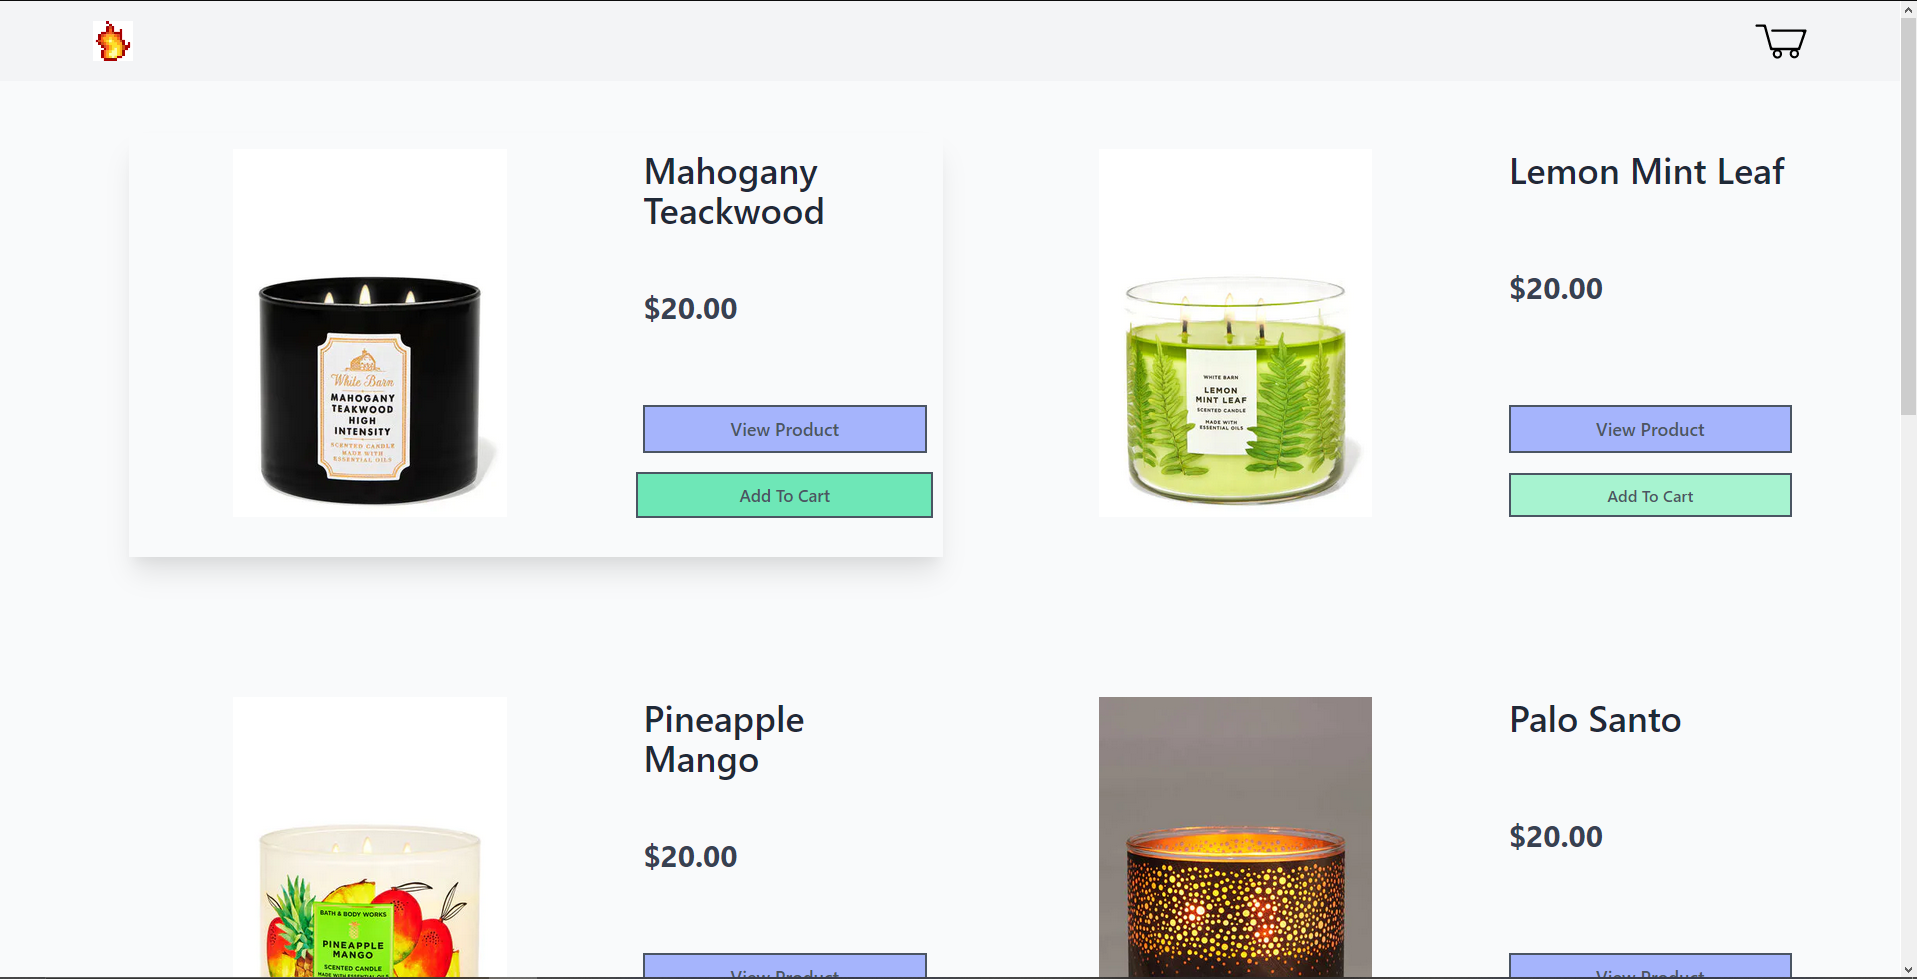 Mahogany
Teackwood
$20.00
View Product
Add To Cart
White Barn
MAHOGANY
TEAKWOOD
HIGH
INTENSITY
SCENTED CANDLE
MADE WITH
ESSENTIAL OILS
Lemon Mint Leaf
$20.00
View Product
Add To Cart
WHITE BARN
LEMON
MINT LEAF
SCENTED CANDLE
MADE WITH
ESSENTIAL OILS
Pineapple
Mango
$20.00
View Product
BATH & BODY WORKS
PINEAPPLE
MANGO
SCENTED CANDLE
MADE WITH ESSENTIAL OILS
Palo Santo
$20.00
View Product